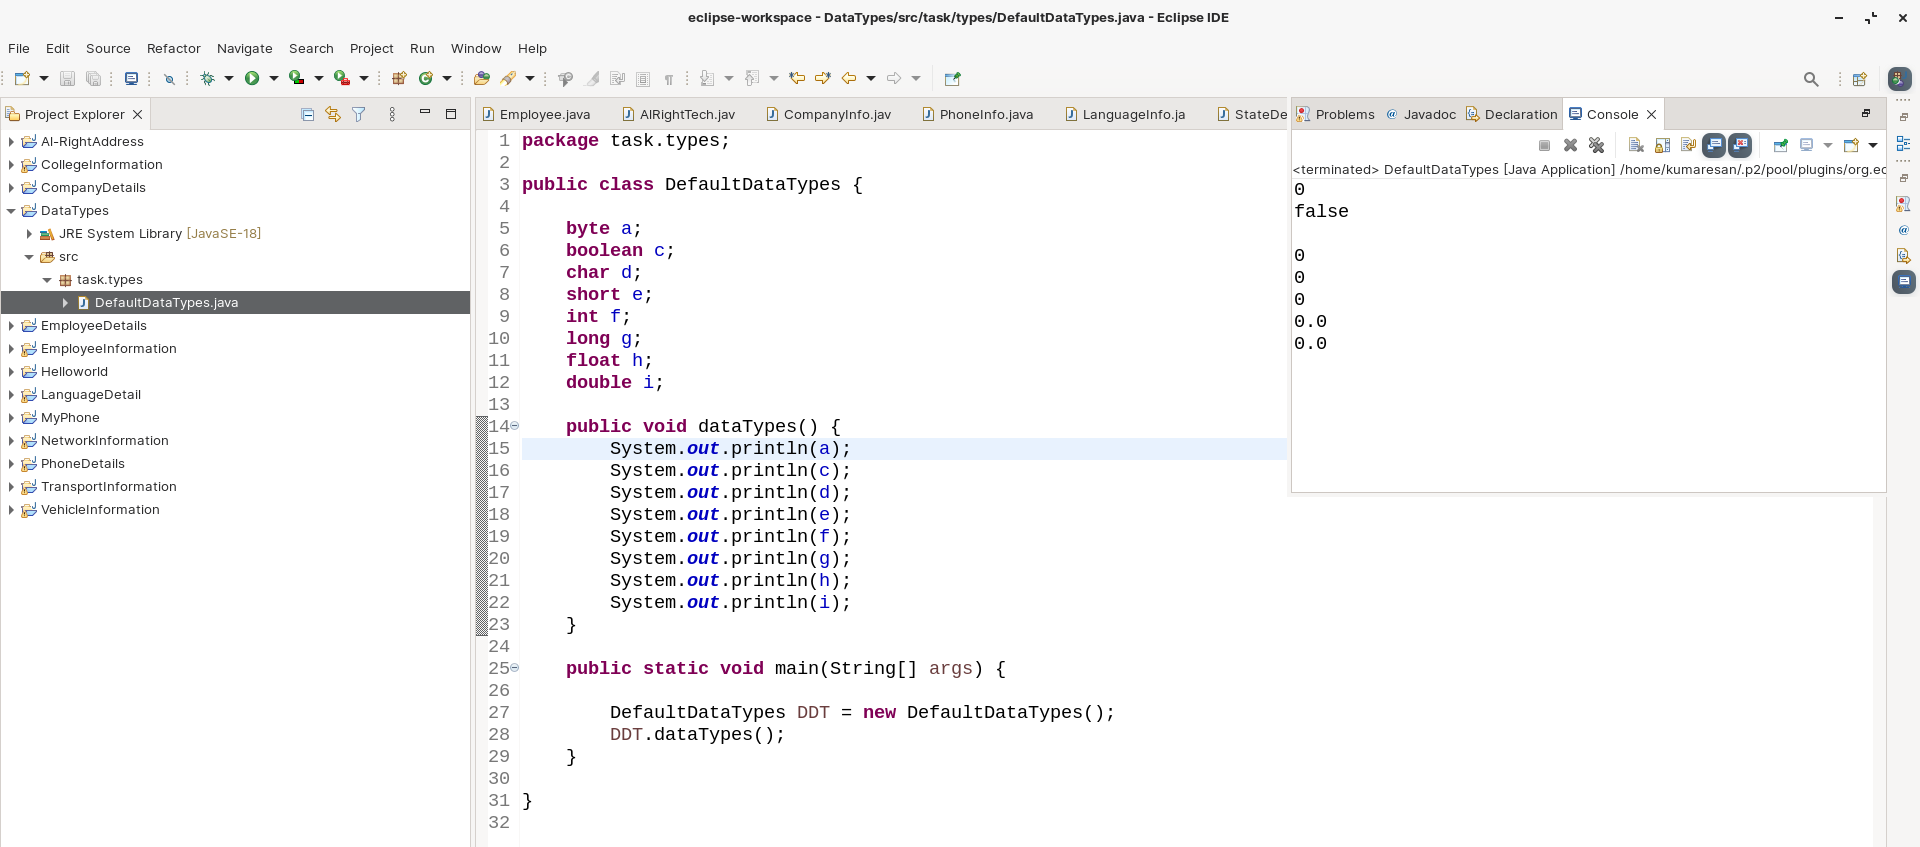 eclipse-workspace - DataTypes/src/task/types/DefaultDataTypes.java - Eclipse IDE
File Edit Source Refactor Navigate Search Project Run Window Help
Project Explorer
AI-RightAddress
CollegeInformation
CompanyDetails
DataTypes
JRE System Library [JavaSE-18]
src
task.types
DefaultDataTypes.java
EmployeeDetails
EmployeeInformation
Helloworld
LanguageDetail
MyPhone
NetworkInformation
PhoneDetails
TransportInformation
VehicleInformation
Employee.java AIRightTech.jav CompanyInfo.jav PhoneInfo.java LanguageInfo.ja StateDe
1 package task.types;
2
3 public class DefaultDataTypes {
4
5 byte a;
6 boolean c;
7 char d;
8 short e;
9 int f;
10 long g;
11 float h;
12 double i;
13
14 public void dataTypes() {
15 System.out.println(a);
16 System.out.println(c);
17 System.out.println(d);
18 System.out.println(e);
19 System.out.println(f);
20 System.out.println(g);
21 System.out.println(h);
22 System.out.println(i);
23 }
24
25 public static void main(String[] args) {
26
27 DefaultDataTypes DDT = new DefaultDataTypes();
28 DDT.dataTypes();
29 }
30
31 }
32
Problems Javadoc Declaration Console
<terminated> DefaultDataTypes [Java Application] /home/kumaresan/.p2/pool/plugins/org.ec
0
false
0
0
0
0.0
0.0